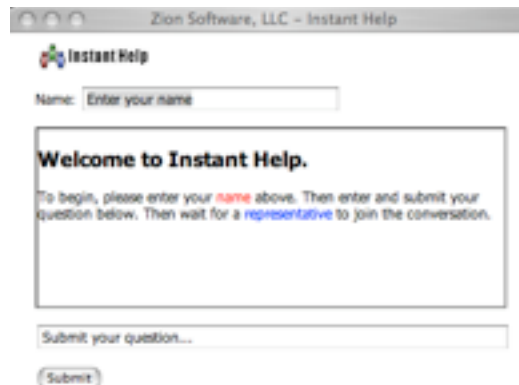 Zion Software, LLC – Instant Help
Instant Help
Name: Enter your name
Welcome to Instant Help.
To begin, please enter your name above. Then enter and submit your
question below. Then wait for a representative to join the conversation.
Submit your question...
Submit